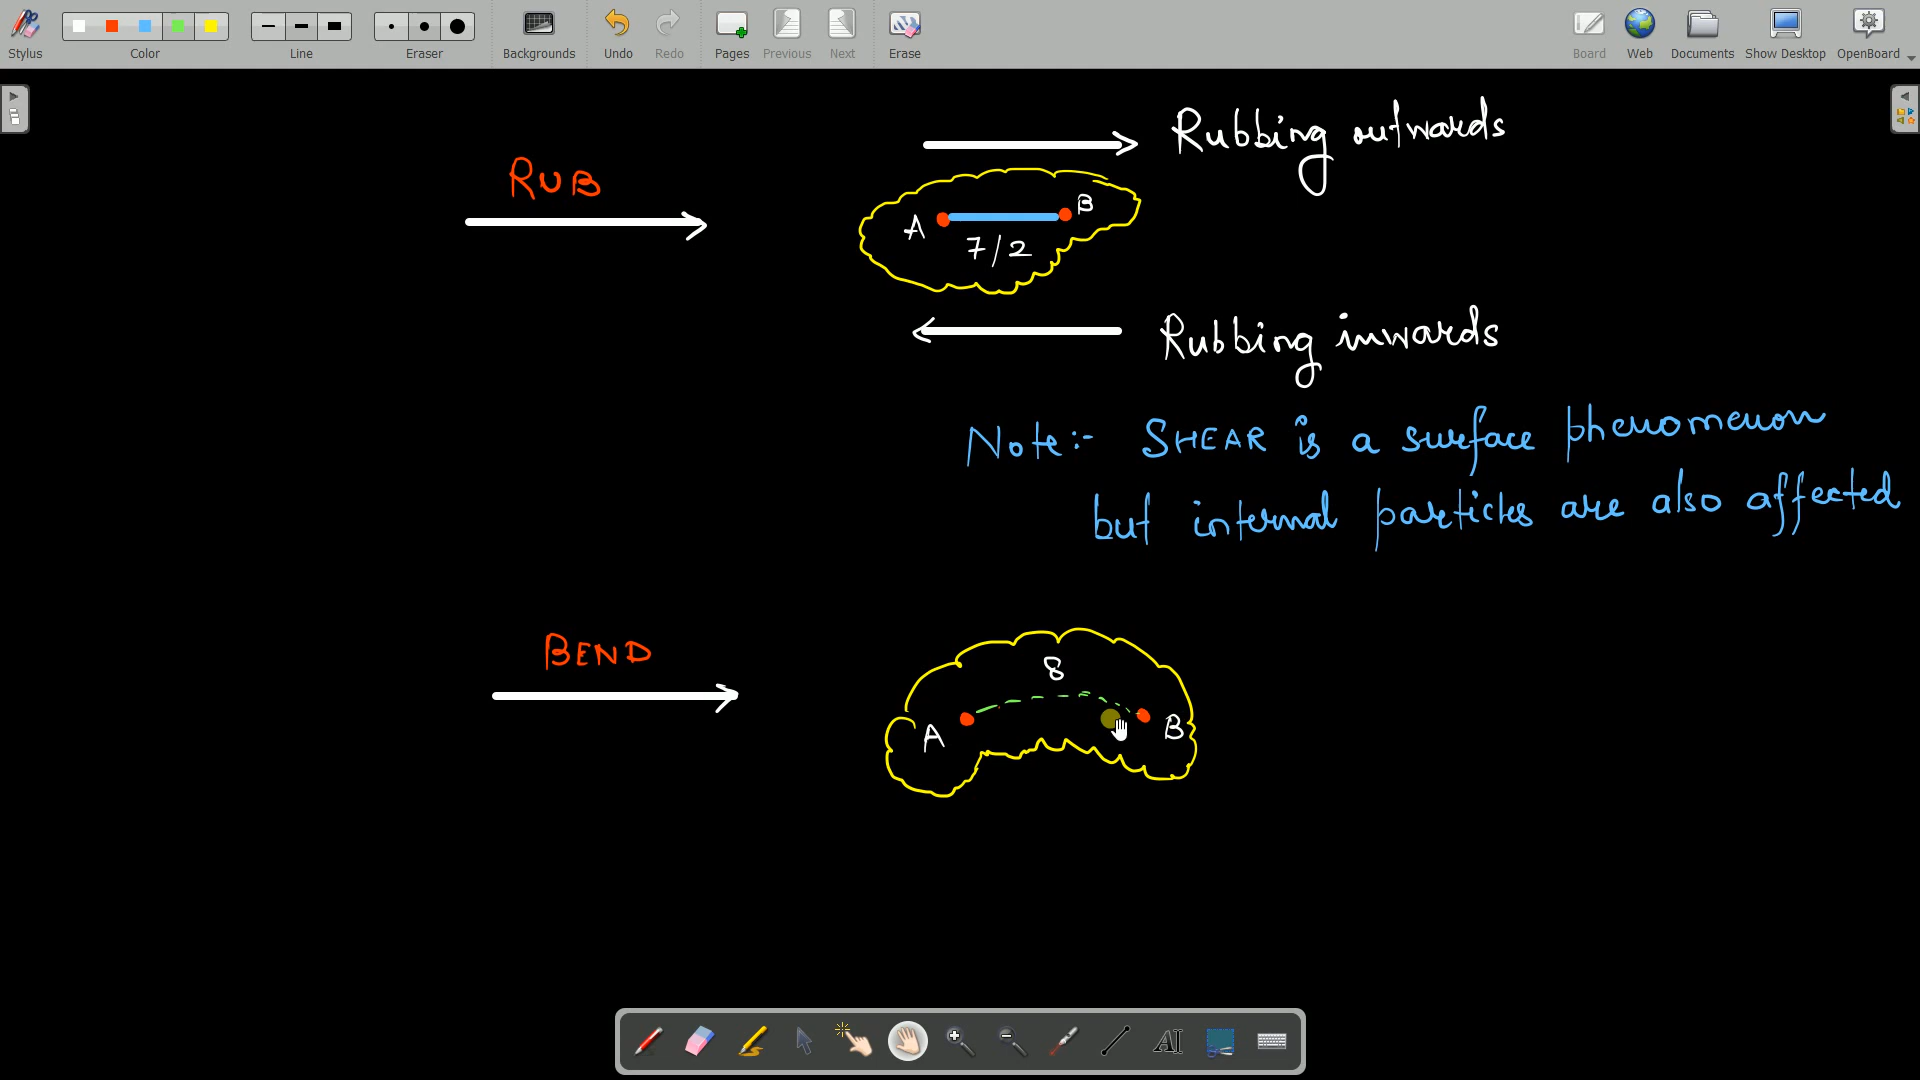 Stylus Color Line Eraser Backgrounds Undo Redo Pages Previous Next Erase Board Web Documents Show Desktop OpenBoard
Rubbing outwards
RUB
A B
7/2
Rubbing inwards
Note:- SHEAR is a surface phenomenon
but internal particles are also affected
BEND
8
A B